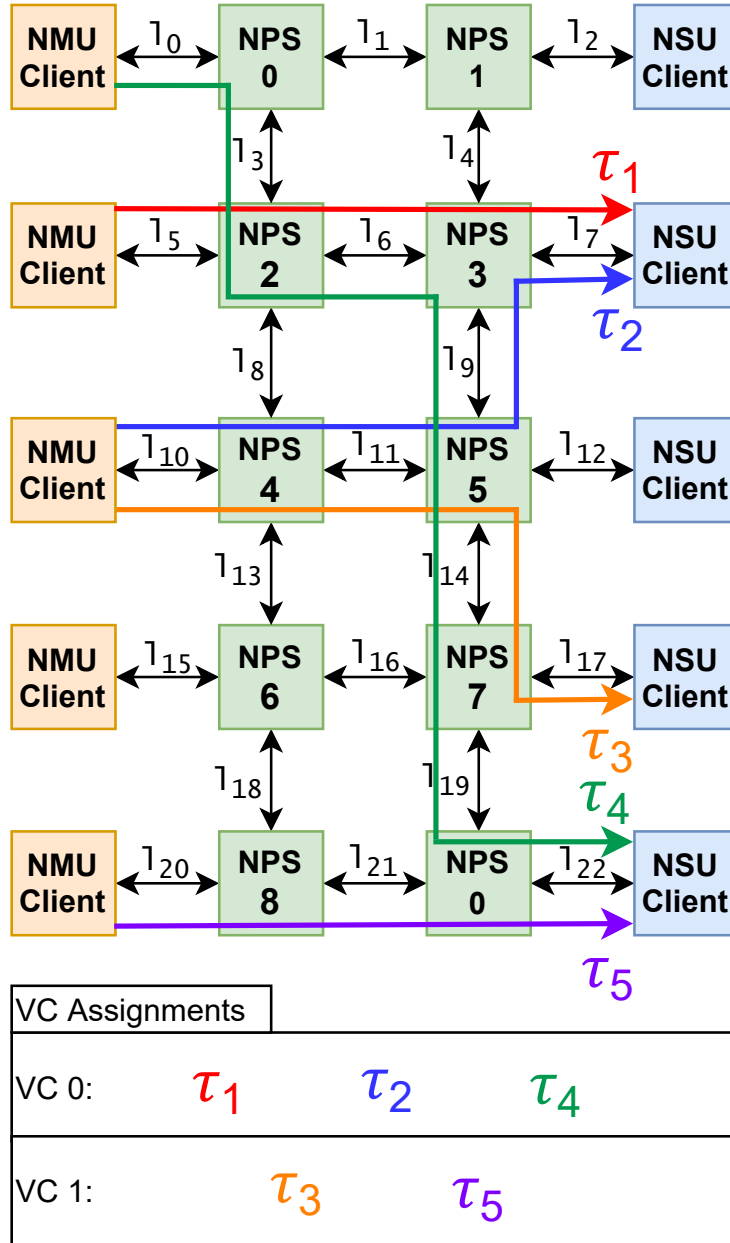 NMU Client l₀ NPS 0 l₁ NPS 1 l₂ NSU Client
l₃ l₄
τ₁
NMU Client l₅ NPS 2 l₆ NPS 3 l₇ NSU Client
τ₂
l₈ l₉
NMU Client l₁₀ NPS 4 l₁₁ NPS 5 l₁₂ NSU Client
l₁₃ l₁₄
NMU Client l₁₅ NPS 6 l₁₆ NPS 7 l₁₇ NSU Client
τ₃
l₁₈ l₁₉
τ₄
NMU Client l₂₀ NPS 8 l₂₁ NPS 0 l₂₂ NSU Client
τ₅
VC Assignments
VC 0: τ₁ τ₂ τ₄
VC 1: τ₃ τ₅